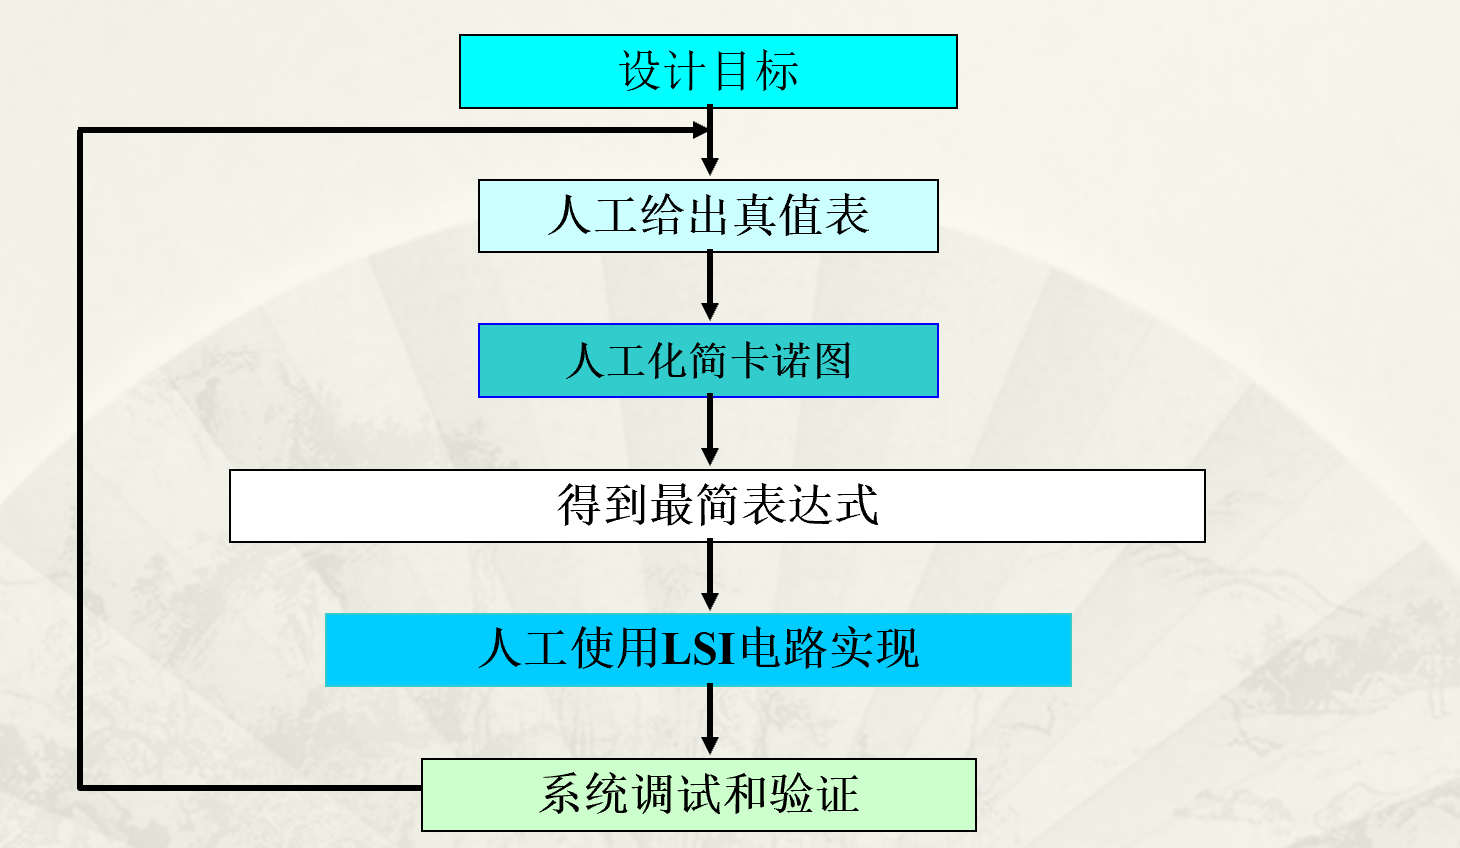 设计目标
人工给出真值表
人工化简卡诺图
得到最简表达式
人工使用LSI电路实现
系统调试和验证